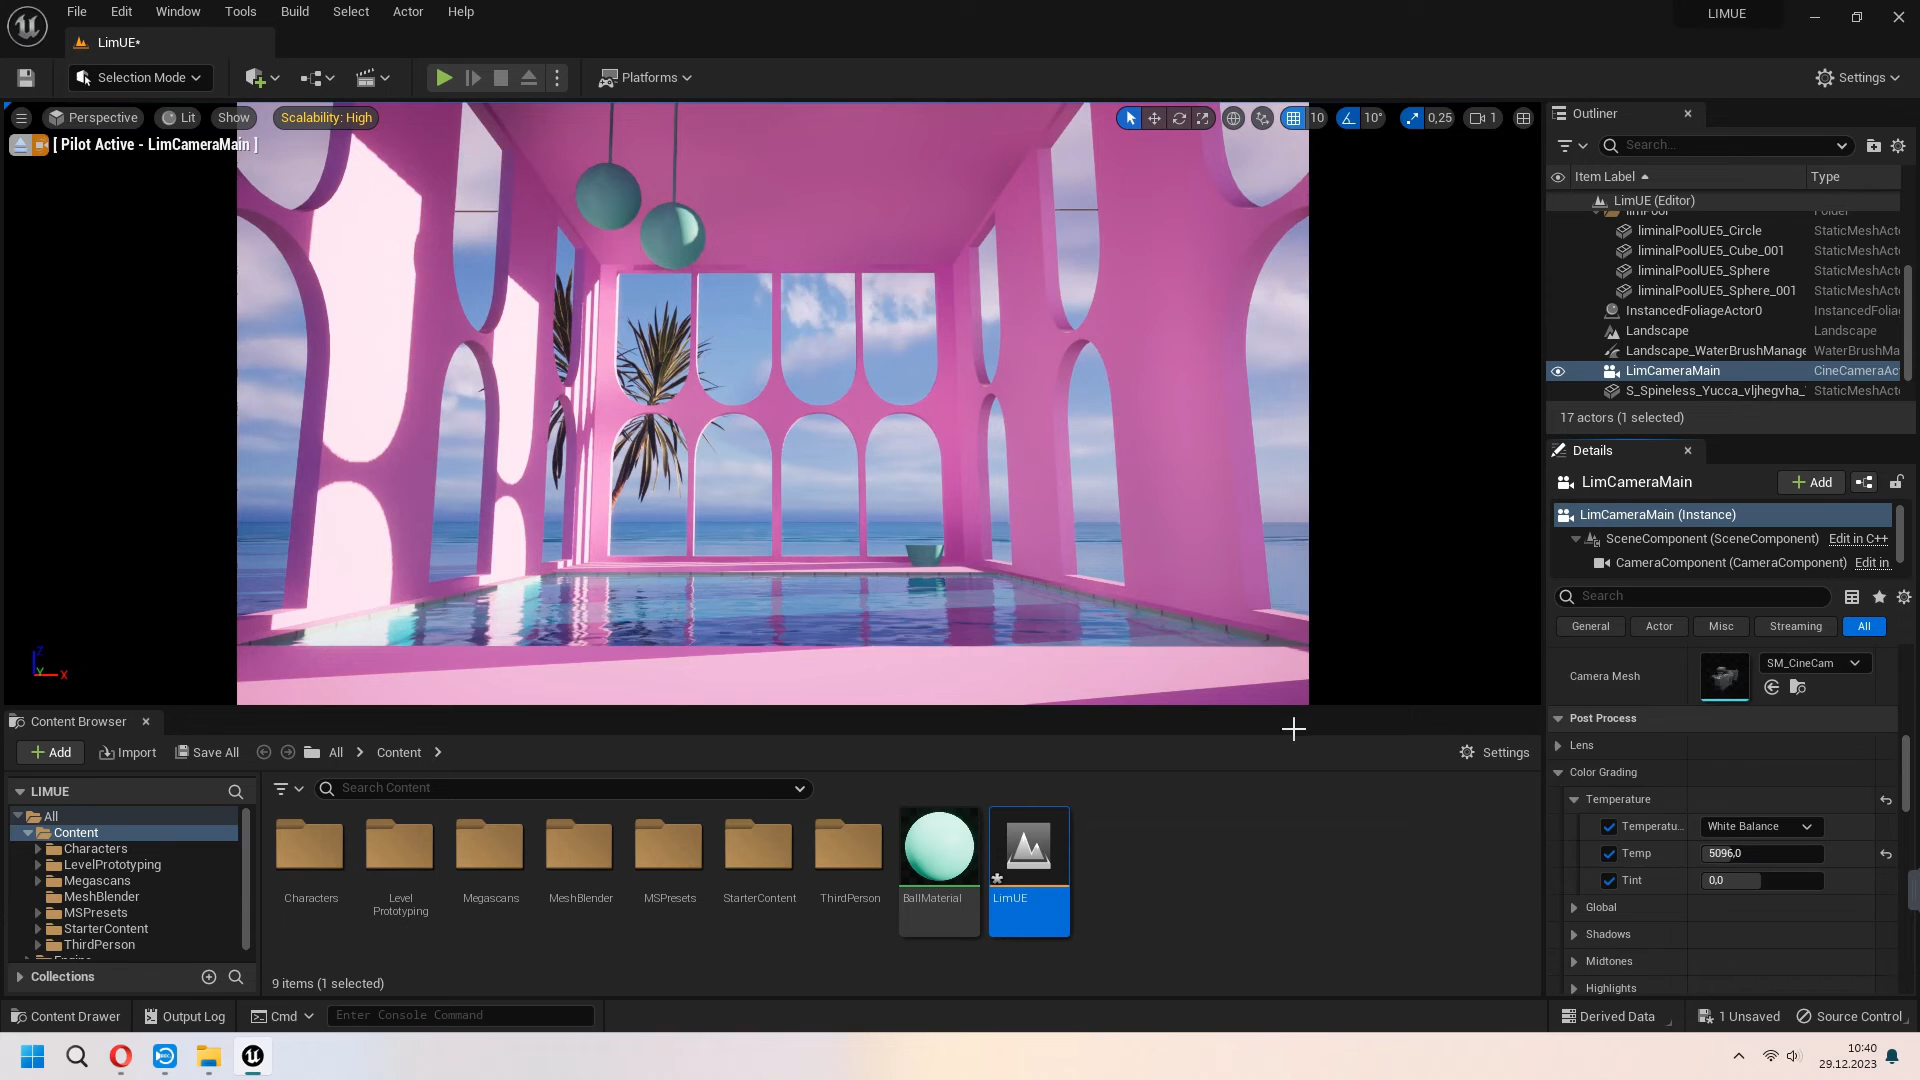 File Edit Window Tools Build Select Actor Help
LIMUE
LimUE*
Selection Mode
Platforms
Settings
Perspective Lit Show Scalability: High
10 10° 0,25 1
[ Pilot Active - LimCameraMain ]
Outliner
Search...
Item Label Type
LimUE (Editor)
limPool Folder
liminalPoolUE5_Circle StaticMeshActo
liminalPoolUE5_Cube_001 StaticMeshActo
liminalPoolUE5_Sphere StaticMeshActo
liminalPoolUE5_Sphere_001 StaticMeshActo
InstancedFoliageActor0 InstancedFolia
Landscape Landscape
Landscape_WaterBrushManage WaterBrushMa
LimCameraMain CineCameraAc
S_Spineless_Yucca_vljhegvha_ StaticMeshActo
17 actors (1 selected)
Details
LimCameraMain
Add
LimCameraMain (Instance)
SceneComponent (SceneComponent) Edit in C++
CameraComponent (CameraComponent) Edit in
Search
General Actor Misc Streaming All
Camera Mesh
SM_CineCam
Post Process
Lens
Color Grading
Temperature
Temperatu... White Balance
Temp 5096,0
Tint 0,0
Global
Shadows
Midtones
Highlights
X
Content Browser
Add Import Save All All Content
Settings
LIMUE
Search Content
All
Content
Characters
LevelPrototyping
Megascans
MeshBlender
MSPresets
StarterContent
ThirdPerson
Engine
Collections
Characters
Level
Prototyping
Megascans
MeshBlender
MSPresets
StarterContent
ThirdPerson
BallMaterial
LimUE
9 items (1 selected)
Content Drawer Output Log Cmd Enter Console Command
Derived Data 1 Unsaved Source Control
10:40
29.12.2023